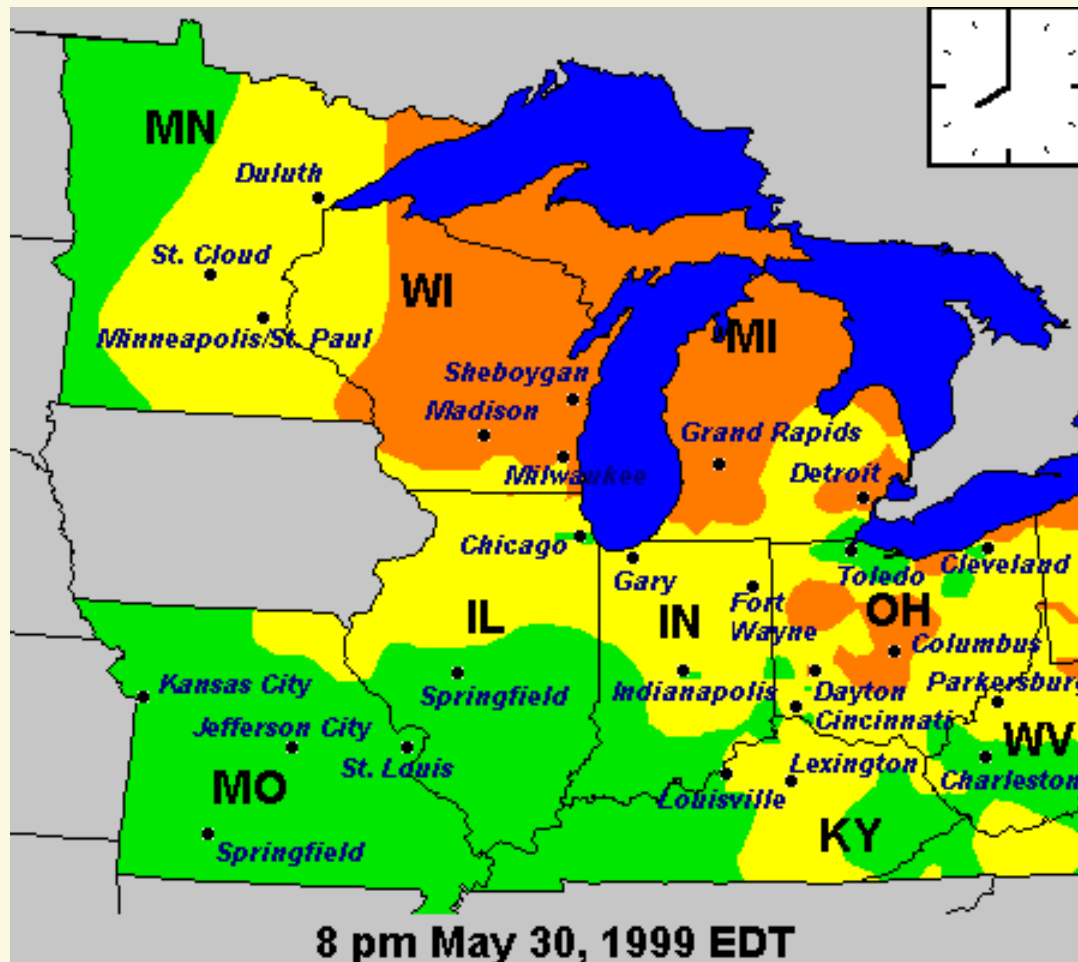 MN
Duluth
St. Cloud
WI
Minneapolis/St. Paul
MI
Sheboygan
Madison
Grand Rapids
Milwaukee
Detroit
Chicago
Gary
Toledo
Cleveland
IL
IN
Fort
Wayne
OH
Columbus
Kansas City
Springfield
Indianapolis
Dayton
Parkersburg
Cincinnati
Jefferson City
St. Louis
WV
Lexington
Charleston
MO
Louisville
KY
Springfield
8 pm May 30, 1999 EDT